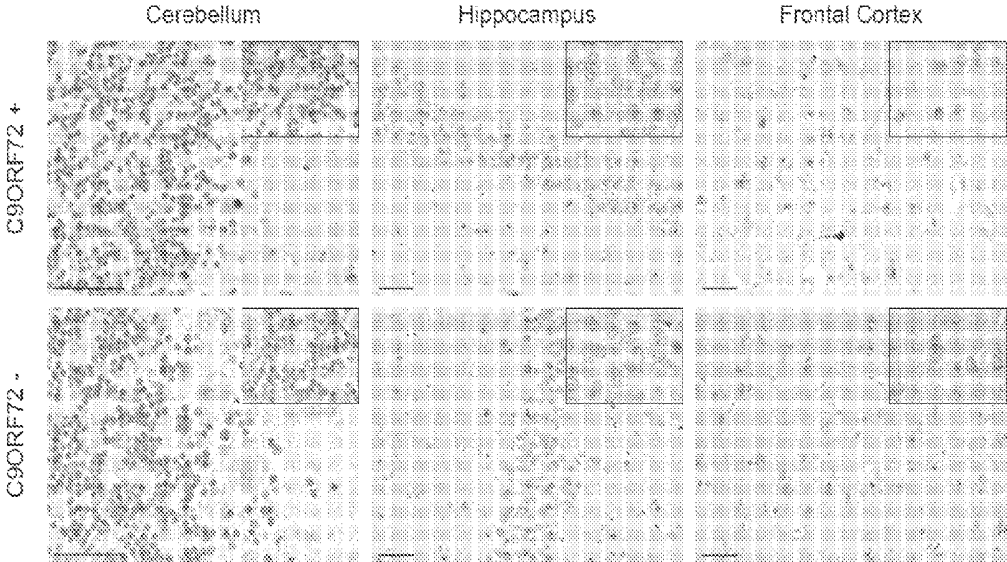 Cerebellum
Hippocampus
Frontal Cortex
C9ORF72 +
C9ORF72 -